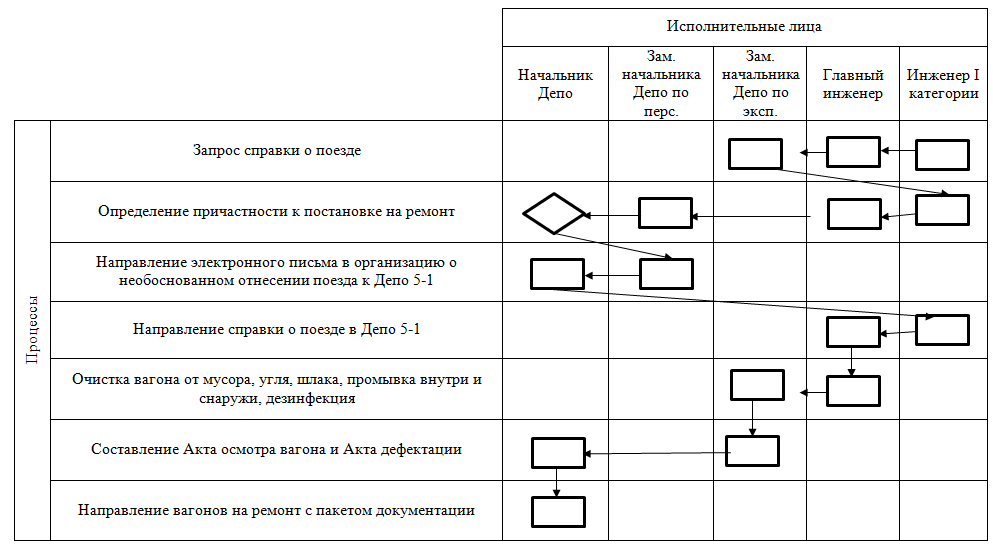 Исполнительные лица
Начальник
Депо
Зам.
начальника
Депо по
перс.
Зам.
начальника
Депо по
эксп.
Главный
инженер
Инженер I
категории
Процессы
Запрос справки о поезде
Определение причастности к постановке на ремонт
Направление электронного письма в организацию о
необоснованном отнесении поезда к Депо 5-1
Направление справки о поезде в Депо 5-1
Очистка вагона от мусора, угля, шлака, промывка внутри и
снаружи, дезинфекция
Составление Акта осмотра вагона и Акта дефектации
Направление вагонов на ремонт с пакетом документации